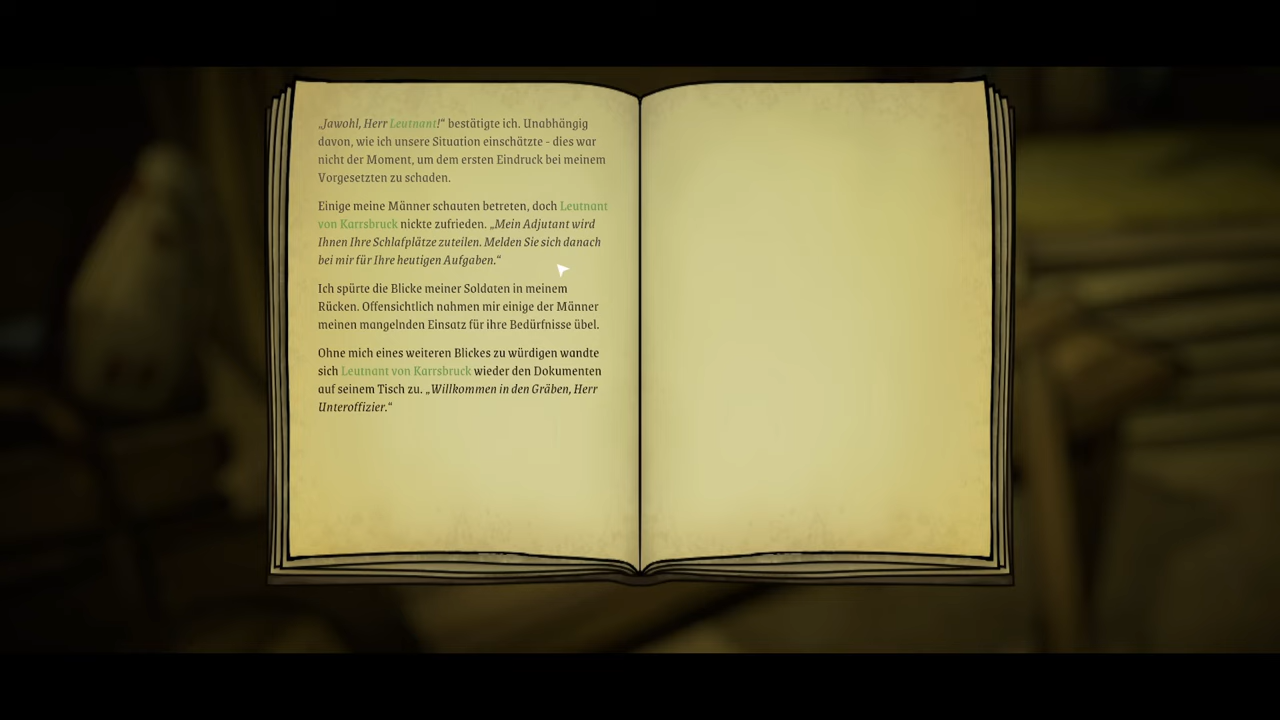 „Jawohl, Herr Leutnant!“ bestätigte ich. Unabhängig
davon, wie ich unsere Situation einschätzte - dies war
nicht der Moment, um dem ersten Eindruck bei meinem
Vorgesetzten zu schaden.
Einige meine Männer schauten betreten, doch Leutnant
von Karrsbruck nickte zufrieden. „Mein Adjutant wird
Ihnen Ihre Schlafplätze zuteilen. Melden Sie sich danach
bei mir für Ihre heutigen Aufgaben.“
Ich spürte die Blicke meiner Soldaten in meinem
Rücken. Offensichtlich nahmen mir einige der Männer
meinen mangelnden Einsatz für ihre Bedürfnisse übel.
Ohne mich eines weiteren Blickes zu würdigen wandte
sich Leutnant von Karrsbruck wieder den Dokumenten
auf seinem Tisch zu. „Willkommen in den Gräben, Herr
Unteroffizier.“